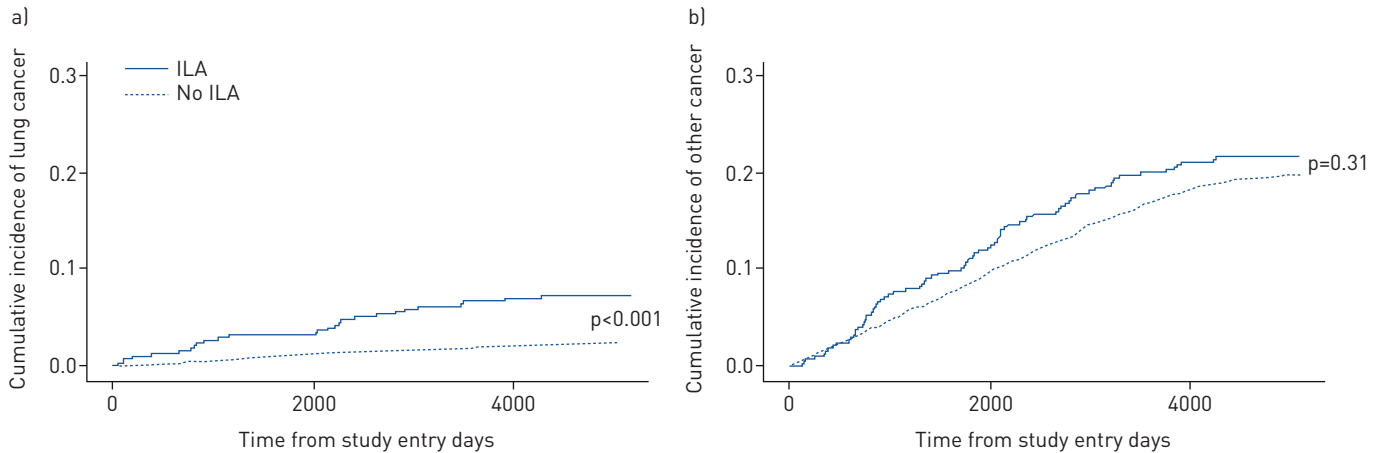 a)
Cumulative incidence of lung cancer
0.3
0.2
0.1
0.0
ILA
No ILA
p<0.001
0
2000
4000
Time from study entry days
b)
Cumulative incidence of other cancer
0.3
0.2
0.1
0.0
p=0.31
0
2000
4000
Time from study entry days